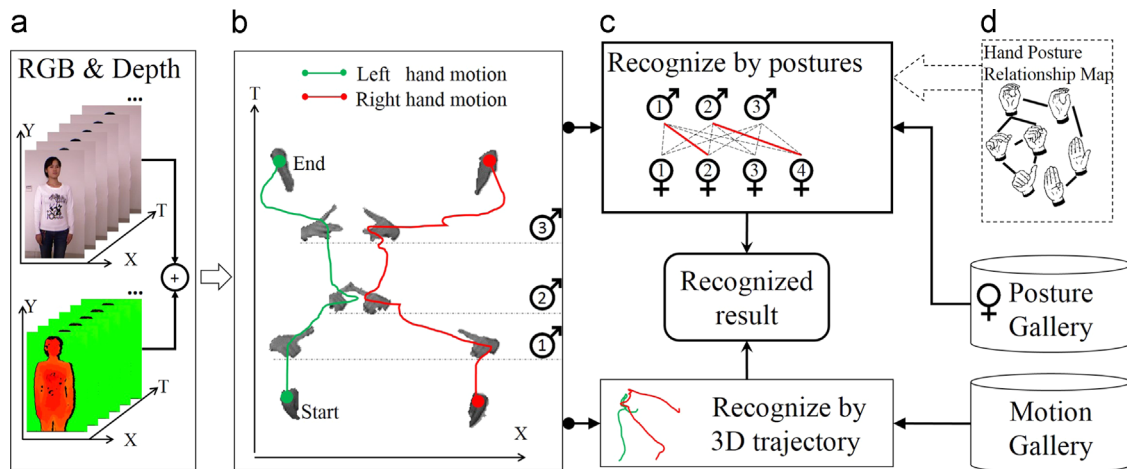 a
b
c
d
RGB & Depth
...
Y
T
X
+
...
Y
T
X
Left hand motion
Right hand motion
T
End
3
2
1
Start
X
Recognize by postures
1 2 3
1 2 3 4
Recognized
result
Recognize by
3D trajectory
Hand Posture
Relationship Map
Posture
Gallery
Motion
Gallery